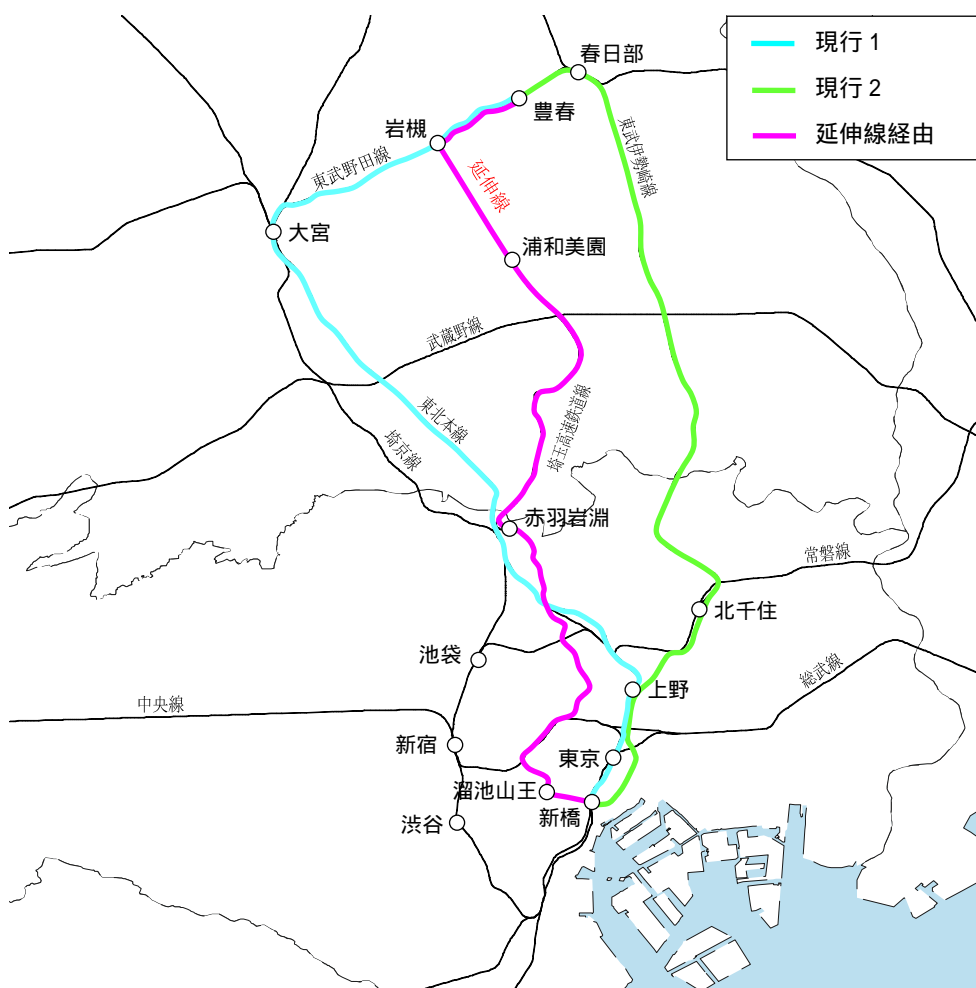 現行1
現行2
延伸線経由
春日部
豊春
岩槻
東武伊勢崎線
東武野田線
延伸線
大宮
浦和美園
武蔵野線
東北本線
埼玉高速鉄道線
埼京線
赤羽岩淵
常磐線
北千住
池袋
上野
総武線
中央線
新宿
東京
溜池山王
新橋
渋谷